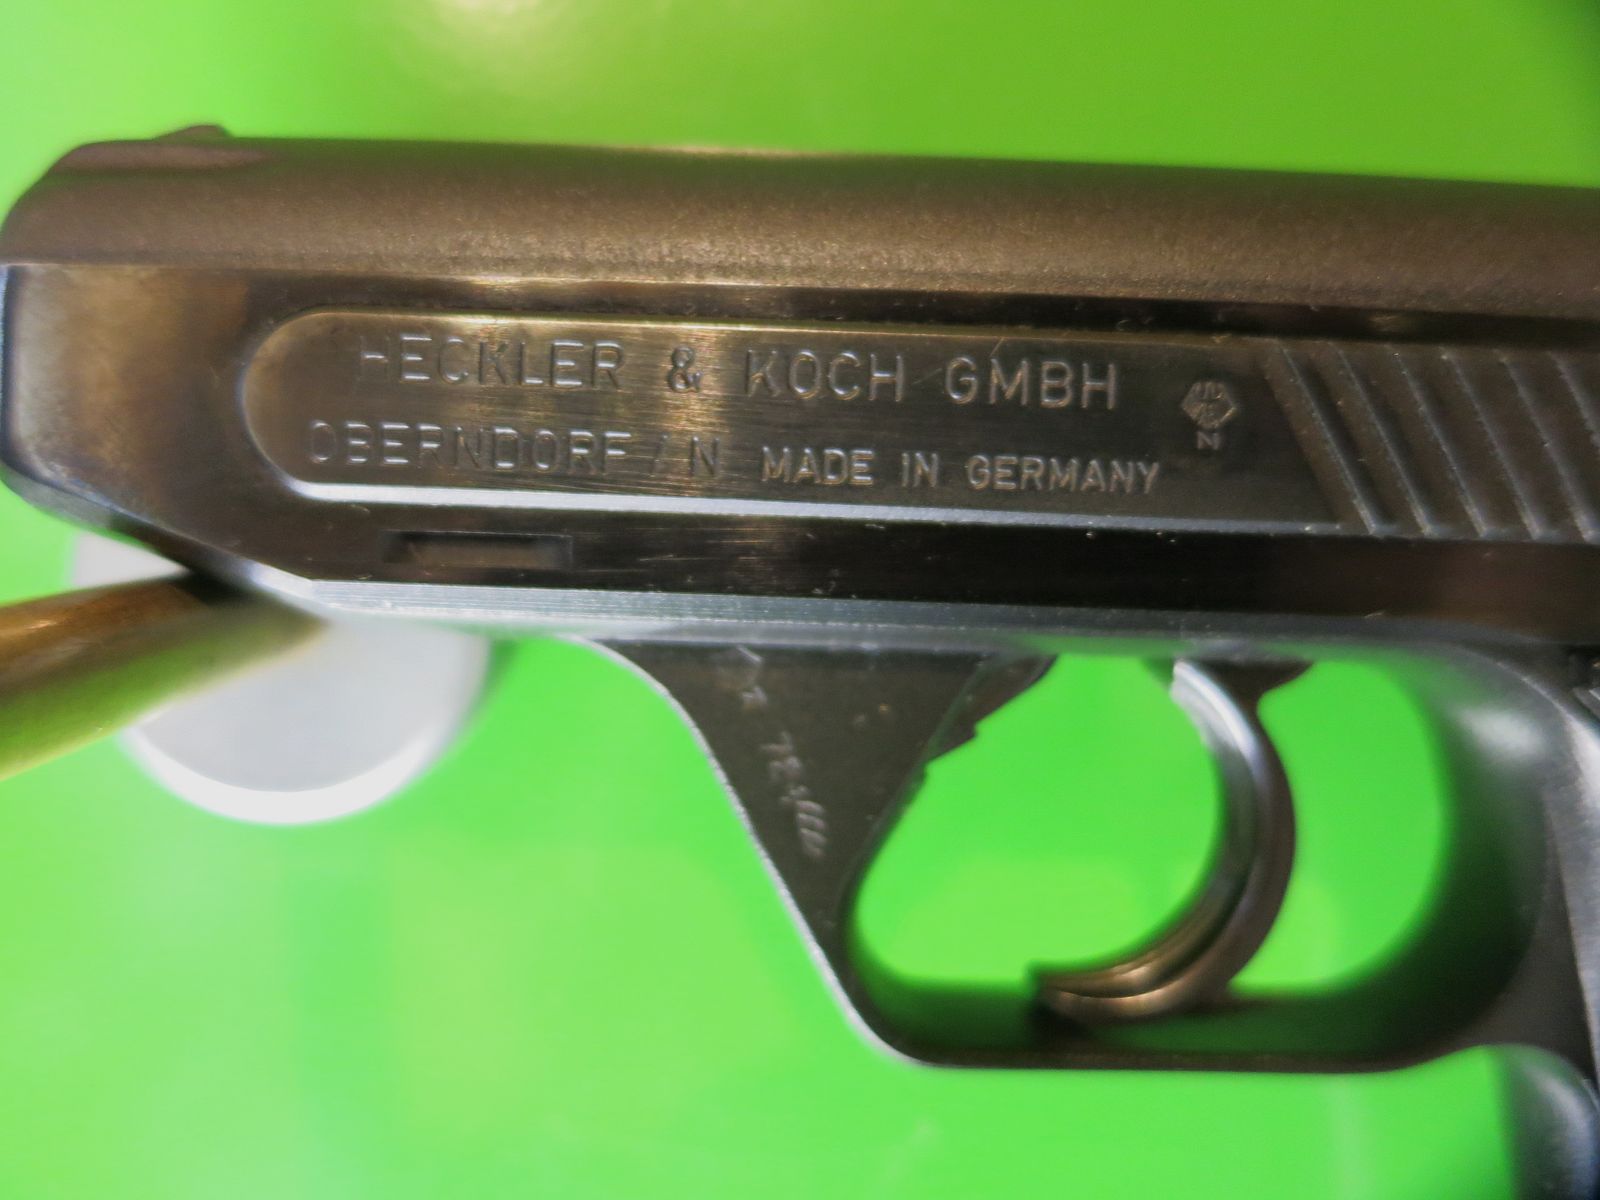 HECKLER & KOCH GMBH
OBERNDORF / N MADE IN GERMANY
N